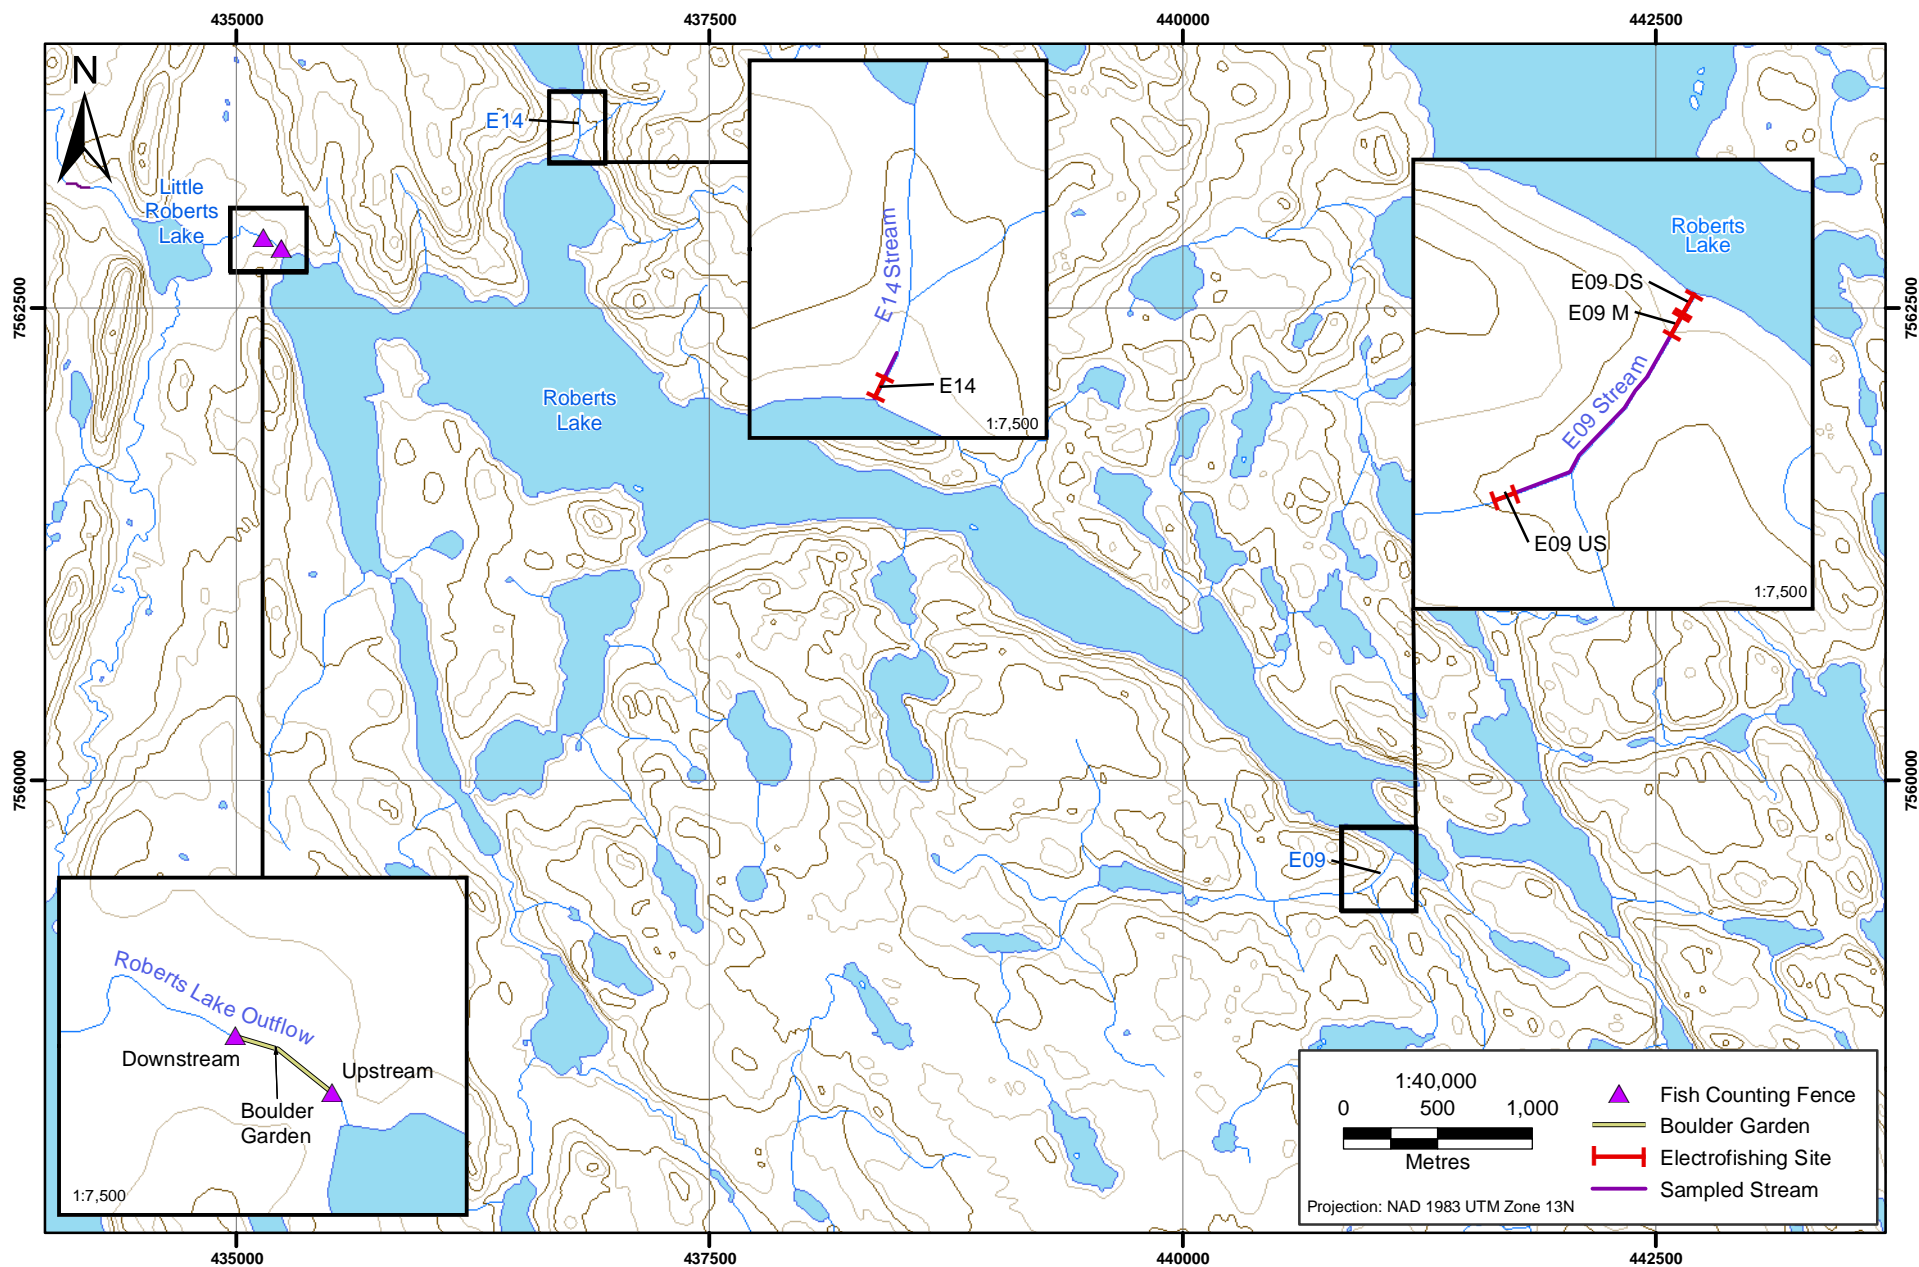 435000
437500
440000
442500
N
E14
Little
Roberts
Lake
7562500
7562500
E14 Stream
E14
1:7,500
Roberts
Lake
E09 DS
E09 M
E09 Stream
E09 US
1:7,500
Roberts
Lake
7560000
7560000
E09
Roberts Lake Outflow
Downstream
Upstream
Boulder
Garden
1:7,500
1:40,000
0 500 1,000
Metres
Fish Counting Fence
Boulder Garden
Electrofishing Site
Sampled Stream
Projection: NAD 1983 UTM Zone 13N
435000
437500
440000
442500